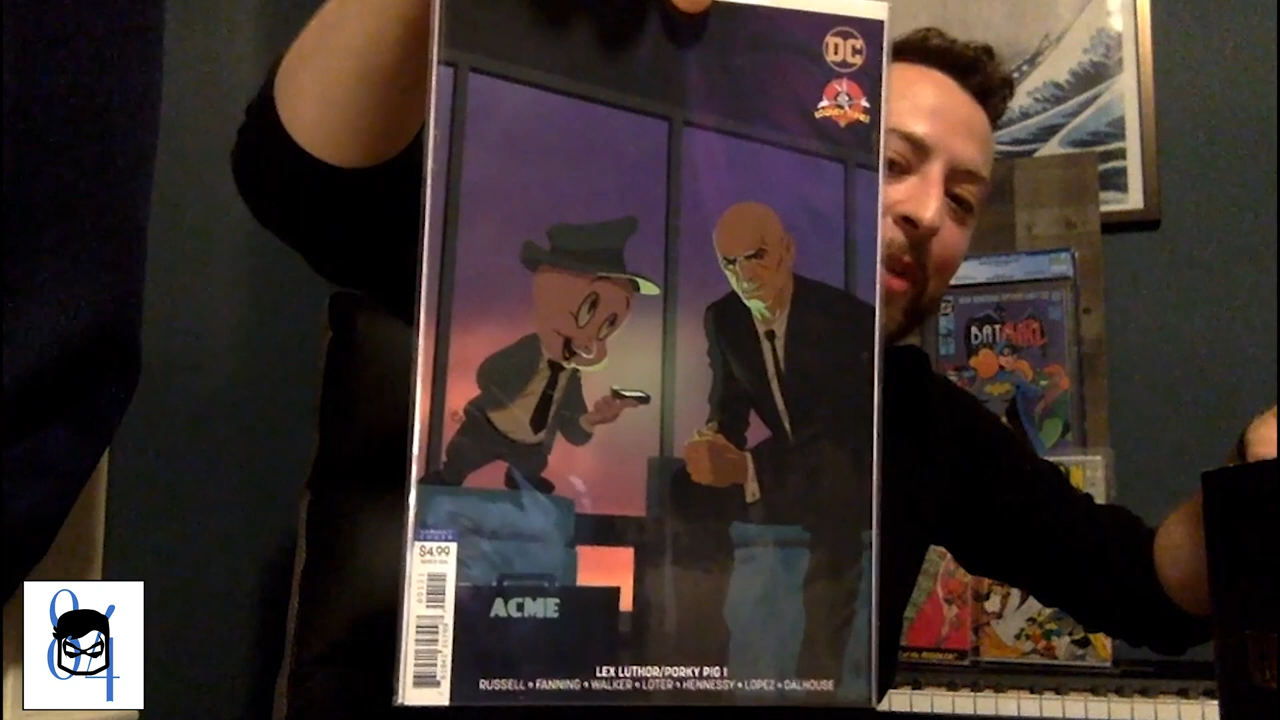 DC
LOONEY TUNES
BATGIRL
$4.99
ACME
LEX LUTHOR/PORKY PIG 1
RUSSELL • FANNING • WALKER • LOTER • HENNESSY • LOPEZ • DALHOUSE